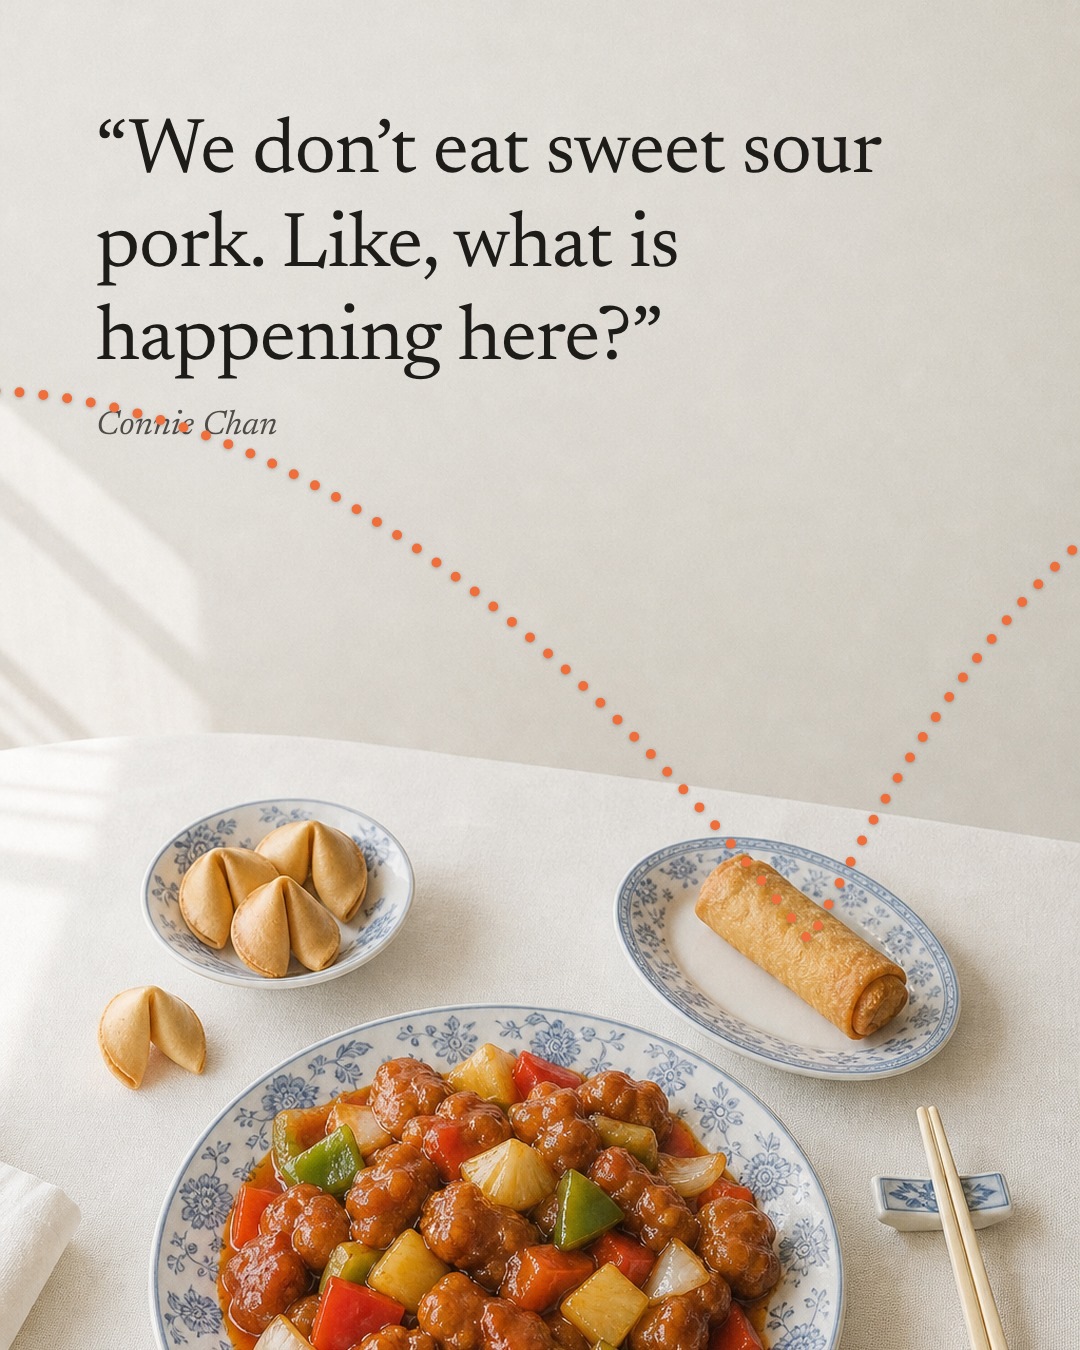 “We don’t eat sweet sour
pork. Like, what is
happening here?”
Connie Chan